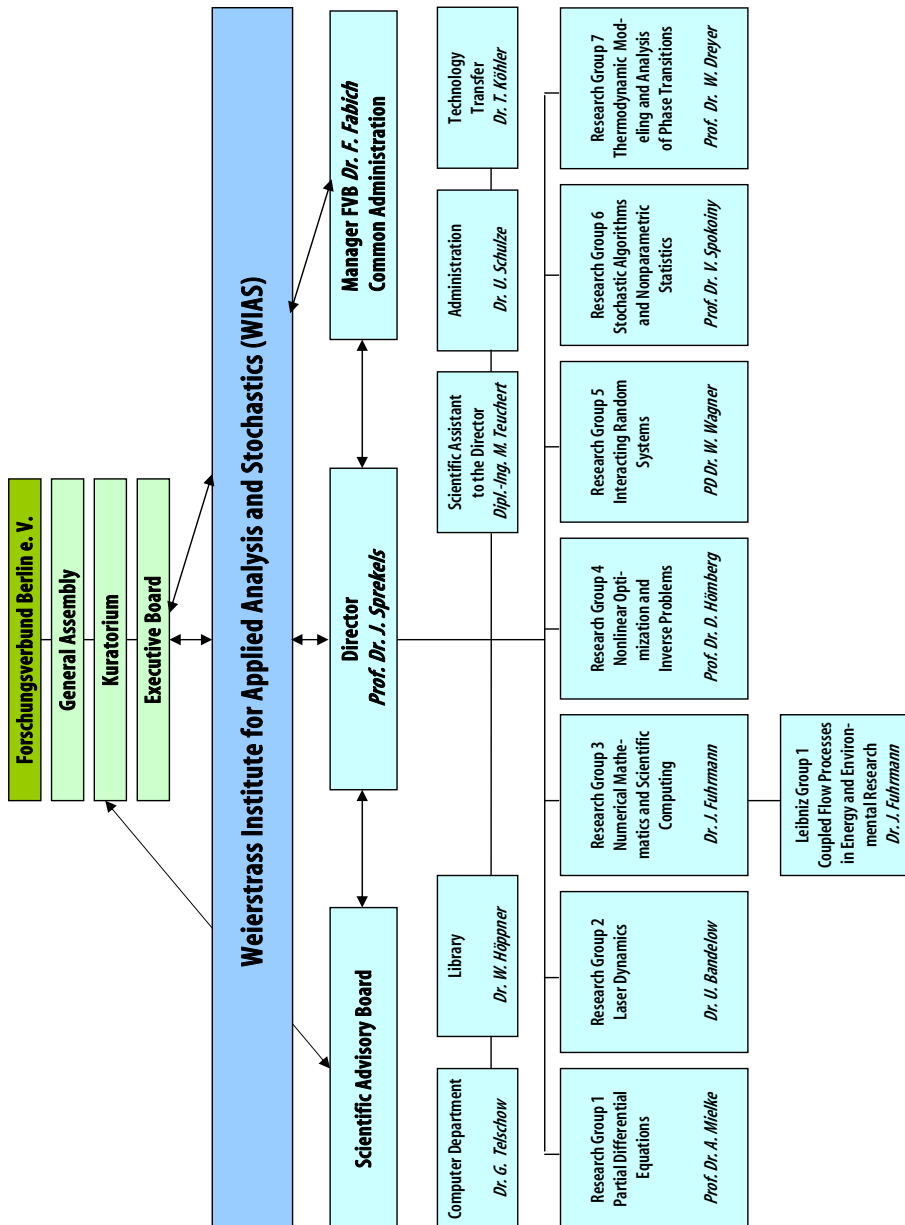 Forschungsverbund Berlin e. V.
General Assembly
Kuratorium
Executive Board
Weierstrass Institute for Applied Analysis and Stochastics (WIAS)
Scientific Advisory Board
Director
Prof. Dr. J. Sprekels
Manager FVB Dr. F. Fabich
Common Administration
Computer Department
Dr. G. Telschow
Library
Dr. W. Höppner
Scientific Assistant
to the Director
Dipl.-Ing. M. Teuchert
Administration
Dr. U. Schulze
Technology
Transfer
Dr. T. Köhler
Research Group 1
Partial Differential
Equations
Prof. Dr. A. Mielke
Research Group 2
Laser Dynamics
Dr. U. Bandelow
Research Group 3
Numerical Mathe-
matics and Scientific
Computing
Dr. J. Fuhrmann
Research Group 4
Nonlinear Opti-
mization and
Inverse Problems
Prof. Dr. D. Hömberg
Research Group 5
Interacting Random
Systems
PD Dr. W. Wagner
Research Group 6
Stochastic Algorithms
and Nonparametric
Statistics
Prof. Dr. V. Spokoiny
Research Group 7
Thermodynamic Mod-
eling and Analysis
of Phase Transitions
Prof. Dr. W. Dreyer
Leibniz Group 1
Coupled Flow Processes
in Energy and Environ-
mental Research
Dr. J. Fuhrmann